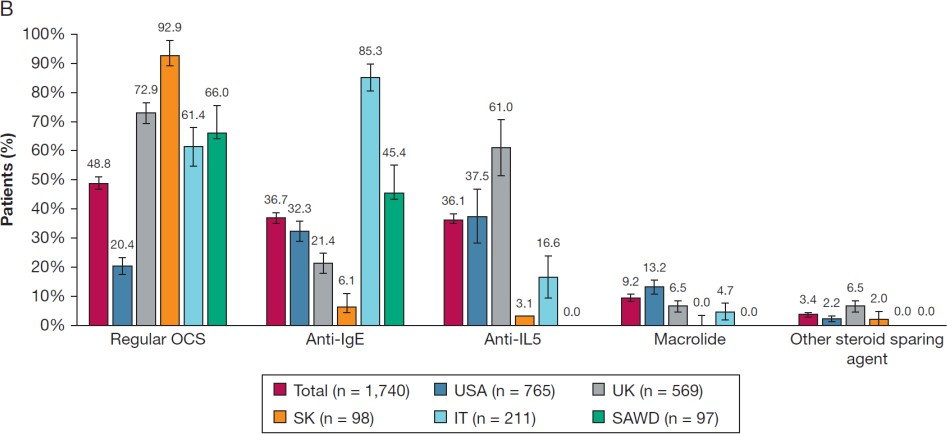 B
Patients (%)
100%
90%
80%
70%
60%
50%
40%
30%
20%
10%
0%
48.8 20.4 72.9 92.9 61.4 66.0
36.7 32.3 21.4 6.1 85.3 45.4
36.1 37.5 61.0 3.1 16.6 0.0
9.2 13.2 6.5 0.0 4.7 0.0
3.4 2.2 6.5 2.0 0.0 0.0
Regular OCS Anti-IgE Anti-IL5 Macrolide Other steroid sparing
agent
Total (n = 1,740) USA (n = 765) UK (n = 569)
SK (n = 98) IT (n = 211) SAWD (n = 97)